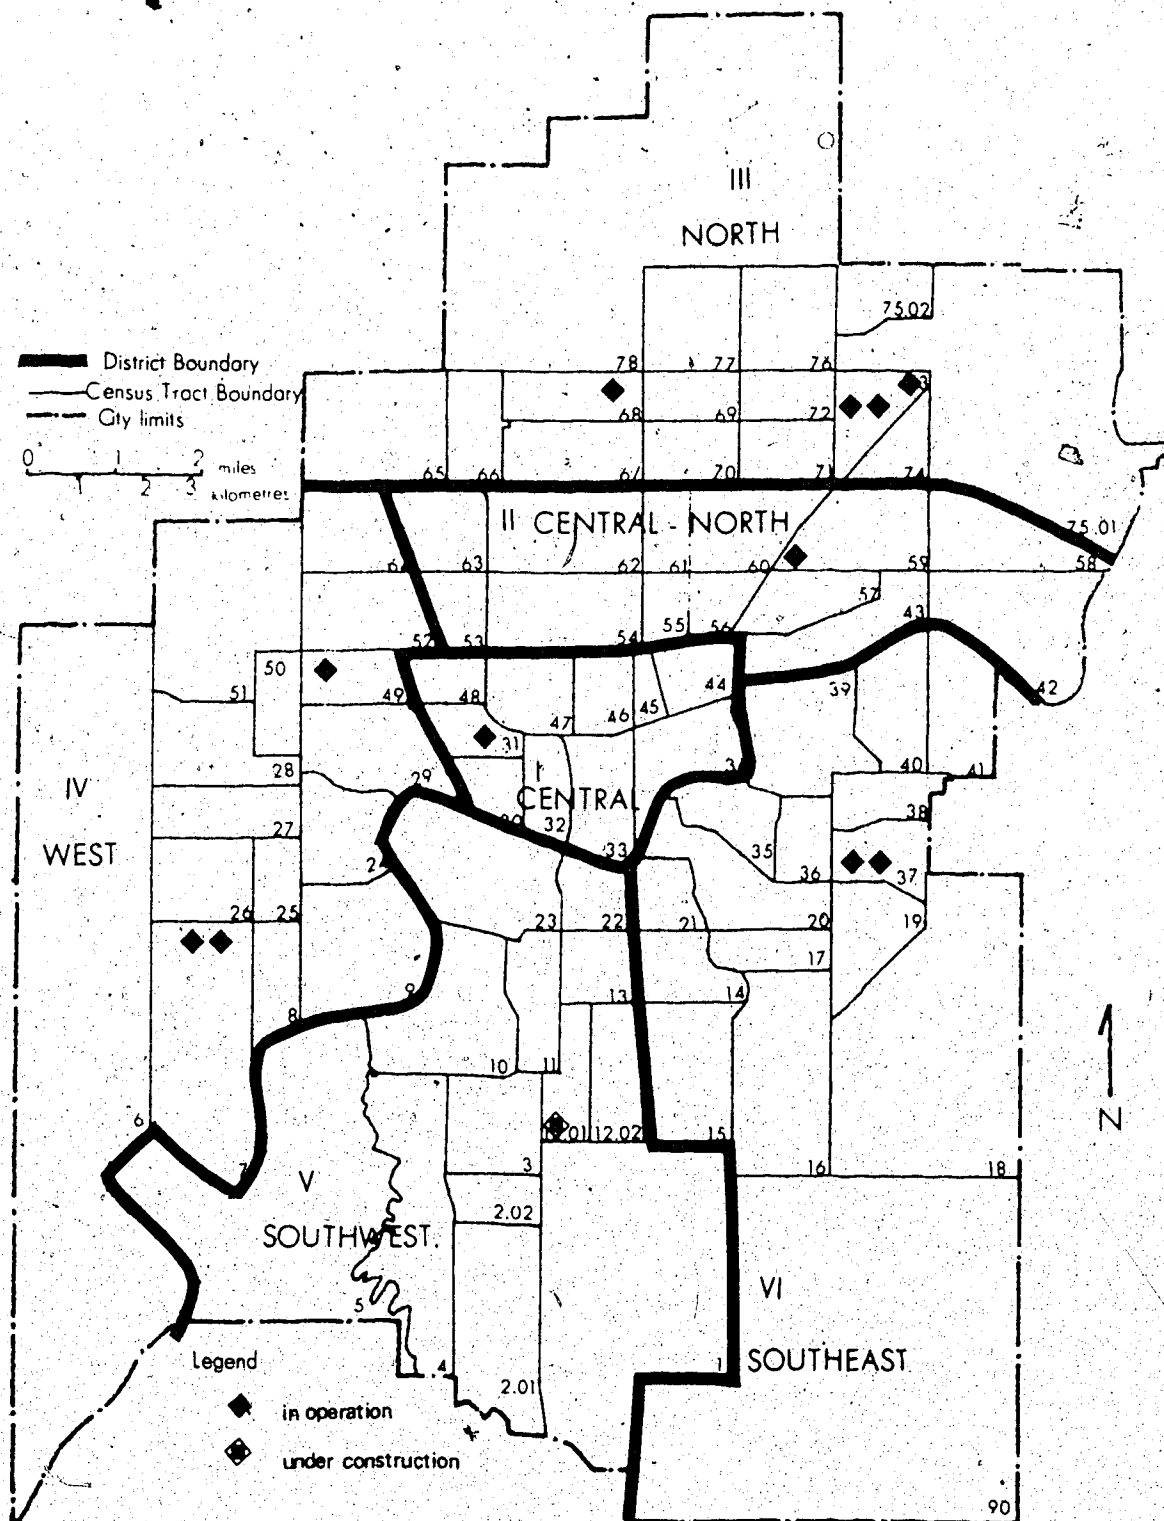 III
NORTH
75.02
District Boundary
78 77 76
Census Tract Boundary
City limits
68 69 72
0 1 2 miles
1 2 3 kilometres
65 66 67 70 71 74
II CENTRAL - NORTH
75.01
64 63 62 61 60 59 58
57
43
52 53 54 55 56
50
51 49 48 47 46 45 44 39 42
31
28 29 40 41
IV
I
CENTRAL
WEST
27 32 38
33 35
36 37
26 25 23 22 21 20 19
17
9 13 14
8
10 11
6
12.02 15
7 3 16 18
V
2.02
SOUTHWEST.
VI
5
Legend
4 1 SOUTHEAST
2.01
in operation
under construction
90
N